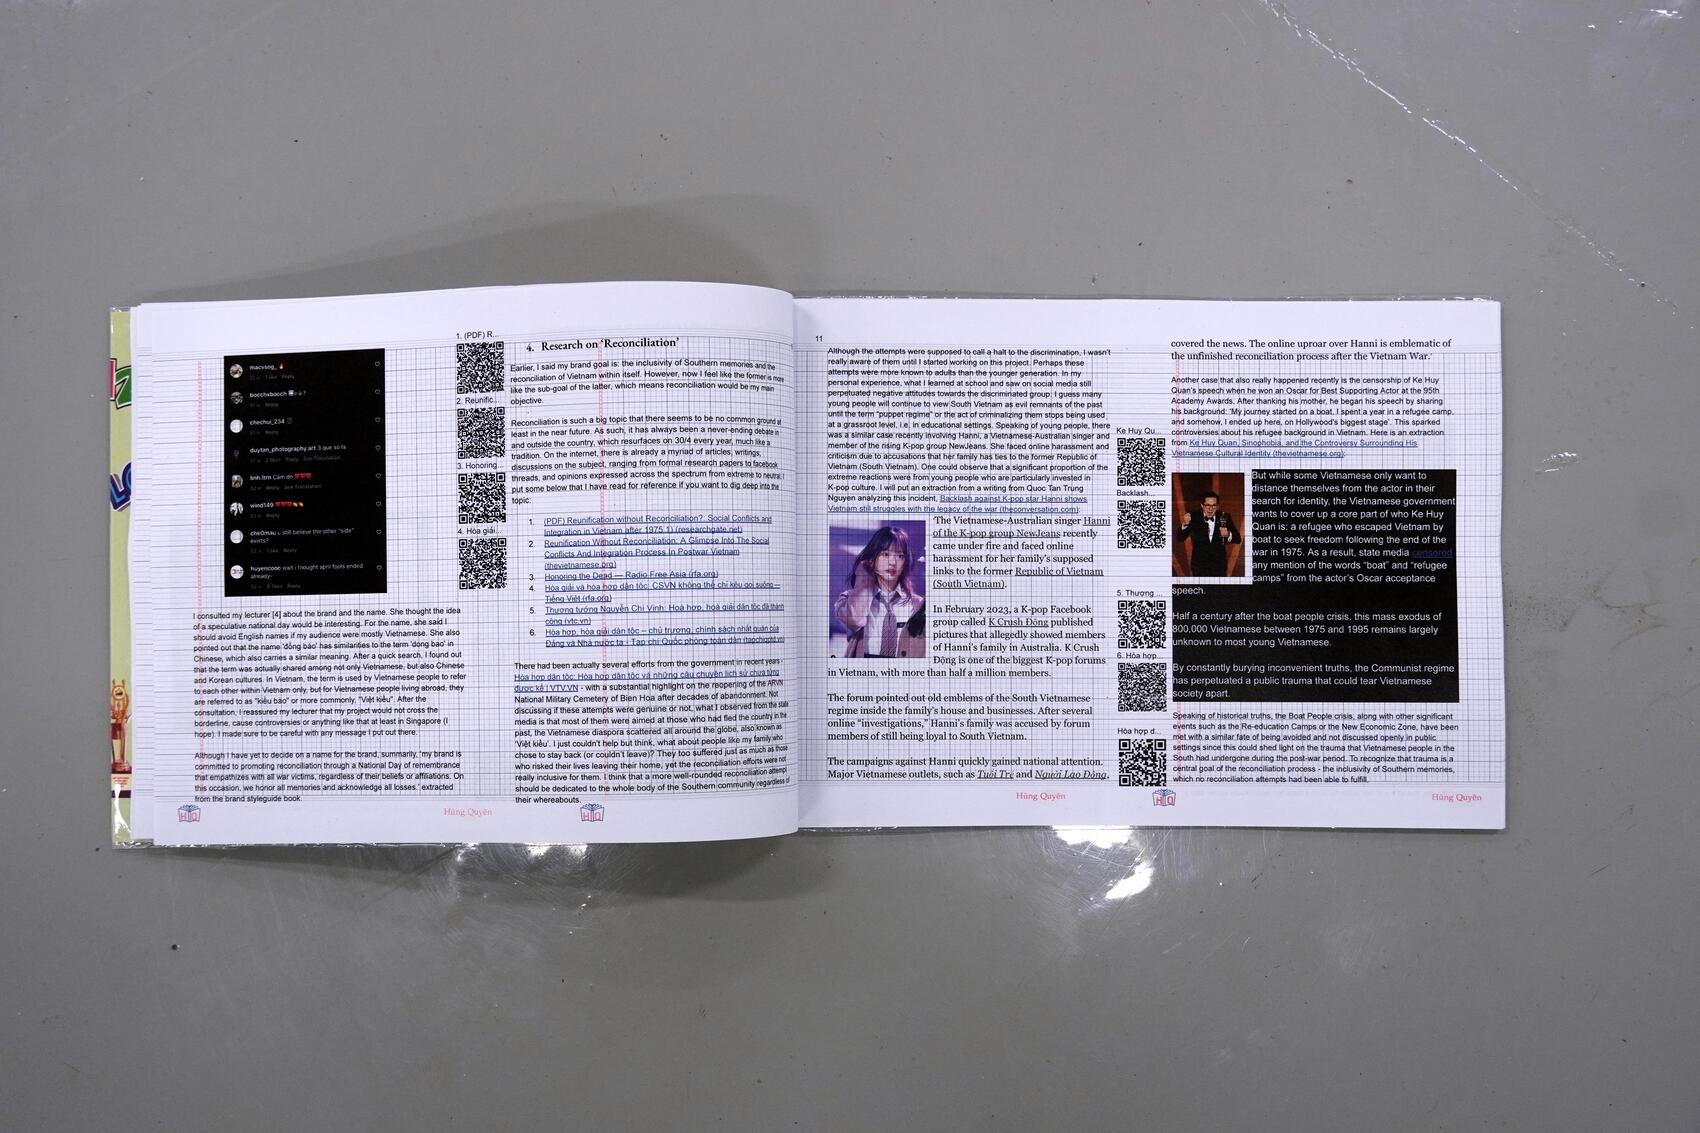 macvsog_
1 like Reply
bocchxbocch
Reply
chechui_234
Reply
duytan_photography.art 3 que so la
Reply See Translation
linh.ltrn Cảm ơn
Reply See Translation
wind149
Reply
che0mau i still believe the other "side"
exists?
1 like Reply
huyencooo wait i thought april fools ended
already-
likes Reply
I consulted my lecturer [4] about the brand and the name. She thought the idea
of a speculative national day would be interesting. For the name, she said I
should avoid English names if my audience were mostly Vietnamese. She also
pointed out that the name 'đồng bào' has similarities to the term 'dong bao' in
Chinese, which also carries a similar meaning. After a quick search, I found out
that the term was actually shared among not only Vietnamese, but also Chinese
and Korean cultures. In Vietnam, the term is used by Vietnamese people to refer
to each other within Vietnam only, but for Vietnamese people living abroad, they
are referred to as "kiều bào" or more commonly, "Việt kiều". After the
consultation, I reassured my lecturer that my project would not cross the
borderline, cause controversies or anything like that at least in Singapore (I
hope). I made sure to be careful with any message I put out there.
Although I have yet to decide on a name for the brand, summarily, 'my brand is
committed to promoting reconciliation through a National Day of remembrance
that empathizes with all war victims, regardless of their beliefs or affiliations. On
this occasion, we honor all memories and acknowledge all losses.' extracted
from the brand styleguide book.
HQ
Hùng Quyền
1. (PDF) R...
2. Reunific...
3. Honoring...
4. Hòa giải...
4. Research on 'Reconciliation'
Earlier, I said my brand goal is: the inclusivity of Southern memories and the
reconciliation of Vietnam within itself. However, now I feel like the former is more
like the sub-goal of the latter, which means reconciliation would be my main
objective.
Reconciliation is such a big topic that there seems to be no common ground at
least in the near future. As such, it has always been a never-ending debate in
and outside the country, which resurfaces on 30/4 every year, much like a
tradition. On the internet, there is already a myriad of articles, writings,
discussions on the subject, ranging from formal research papers to facebook
threads, and opinions expressed across the spectrum from extreme to neutral. I
put some below that I have read for reference if you want to dig deep into the
topic:
1. (PDF) Reunification without Reconciliation?: Social Conflicts and
Integration in Vietnam after 1975 1) (researchgate.net)
2. Reunification Without Reconciliation: A Glimpse Into The Social
Conflicts And Integration Process In Postwar Vietnam
(thevietnamese.org)
3. Honoring the Dead — Radio Free Asia (rfa.org)
4. Hòa giải và hòa hợp dân tộc: CSVN không thể chỉ kêu gọi suông —
Tiếng Việt (rfa.org)
5. Thượng tướng Nguyễn Chí Vịnh: Hoà hợp, hoà giải dân tộc đã thành
công (vtc.vn)
6. Hòa hợp, hòa giải dân tộc – chủ trương, chính sách nhất quán của
Đảng và Nhà nước ta - Tạp chí Quốc phòng toàn dân (tapchiqptd.vn)
There had been actually several efforts from the government in recent years -
Hòa hợp dân tộc: Hòa hợp dân tộc và những câu chuyện lịch sử chưa từng
được kể | VTV.VN - with a substantial highlight on the reopening of the ARVN
National Military Cemetery of Bien Hoa after decades of abandonment. Not
discussing if these attempts were genuine or not, what I observed from the state
media is that most of them were aimed at those who had fled the country in the
past, the Vietnamese diaspora scattered all around the globe, also known as
'Việt kiều'. I just couldn't help but think, what about people like my family who
chose to stay back (or couldn't leave)? They too suffered just as much as those
who risked their lives leaving their home, yet the reconciliation efforts were not
really inclusive for them. I think that a more well-rounded reconciliation attempt
should be dedicated to the whole body of the Southern community regardless of
their whereabouts.
HQ
11
Although the attempts were supposed to call a halt to the discrimination, I wasn't
really aware of them until I started working on this project. Perhaps these
attempts were more known to adults than the younger generation. In my
personal experience, what I learned at school and saw on social media still
perpetuated negative attitudes towards the discriminated group. I guess many
young people will continue to view South Vietnam as evil remnants of the past
until the term "puppet regime" or the act of criminalizing them stops being used
at a grassroot level, i.e. in educational settings. Speaking of young people, there
was a similar case recently involving Hanni, a Vietnamese-Australian singer and
member of the rising K-pop group NewJeans. She faced online harassment and
criticism due to accusations that her family has ties to the former Republic of
Vietnam (South Vietnam). One could observe that a significant proportion of the
extreme reactions were from young people who are particularly invested in
K-pop culture. I will put an extraction from a writing from Quoc Tan Trung
Nguyen analyzing this incident, Backlash against K-pop star Hanni shows
Vietnam still struggles with the legacy of the war (theconversation.com):
The Vietnamese-Australian singer Hanni
of the K-pop group NewJeans recently
came under fire and faced online
harassment for her family's supposed
links to the former Republic of Vietnam
(South Vietnam).
In February 2023, a K-pop Facebook
group called K Crush Động published
pictures that allegedly showed members
of Hanni's family in Australia. K Crush
Động is one of the biggest K-pop forums
in Vietnam, with more than half a million members.
The forum pointed out old emblems of the South Vietnamese
regime inside the family's house and businesses. After several
online "investigations," Hanni's family was accused by forum
members of still being loyal to South Vietnam.
The campaigns against Hanni quickly gained national attention.
Major Vietnamese outlets, such as Tuổi Trẻ and Người Lao Động,
Hùng Quyền
Ke Huy Qu...
Backlash...
5. Thượng ...
6. Hòa hợp...
Hòa hợp d...
covered the news. The online uproar over Hanni is emblematic of
the unfinished reconciliation process after the Vietnam War.
Another case that also really happened recently is the censorship of Ke Huy
Quan's speech when he won an Oscar for Best Supporting Actor at the 95th
Academy Awards. After thanking his mother, he began his speech by sharing
his background: 'My journey started on a boat, I spent a year in a refugee camp,
and somehow, I ended up here, on Hollywood's biggest stage'. This sparked
controversies about his refugee background in Vietnam. Here is an extraction
from Ke Huy Quan, Sinophobia, and the Controversy Surrounding His
Vietnamese Cultural Identity (thevietnamese.org):
But while some Vietnamese only want to
distance themselves from the actor in their
search for identity, the Vietnamese government
wants to cover up a core part of who Ke Huy
Quan is: a refugee who escaped Vietnam by
boat to seek freedom following the end of the
war in 1975. As a result, state media censored
any mention of the words "boat" and "refugee
camps" from the actor's Oscar acceptance
speech.
Half a century after the boat people crisis, this mass exodus of
800,000 Vietnamese between 1975 and 1995 remains largely
unknown to most young Vietnamese.
By constantly burying inconvenient truths, the Communist regime
has perpetuated a public trauma that could tear Vietnamese
society apart.
Speaking of historical truths, the Boat People crisis, along with other significant
events such as the Re-education Camps or the New Economic Zone, have been
met with a similar fate of being avoided and not discussed openly in public
settings since this could shed light on the trauma that Vietnamese people in the
South had undergone during the post-war period. To recognize that trauma is a
central goal of the reconciliation process - the inclusivity of Southern memories,
which no reconciliation attempts had been able to fulfill.
HQ
Hùng Quyền